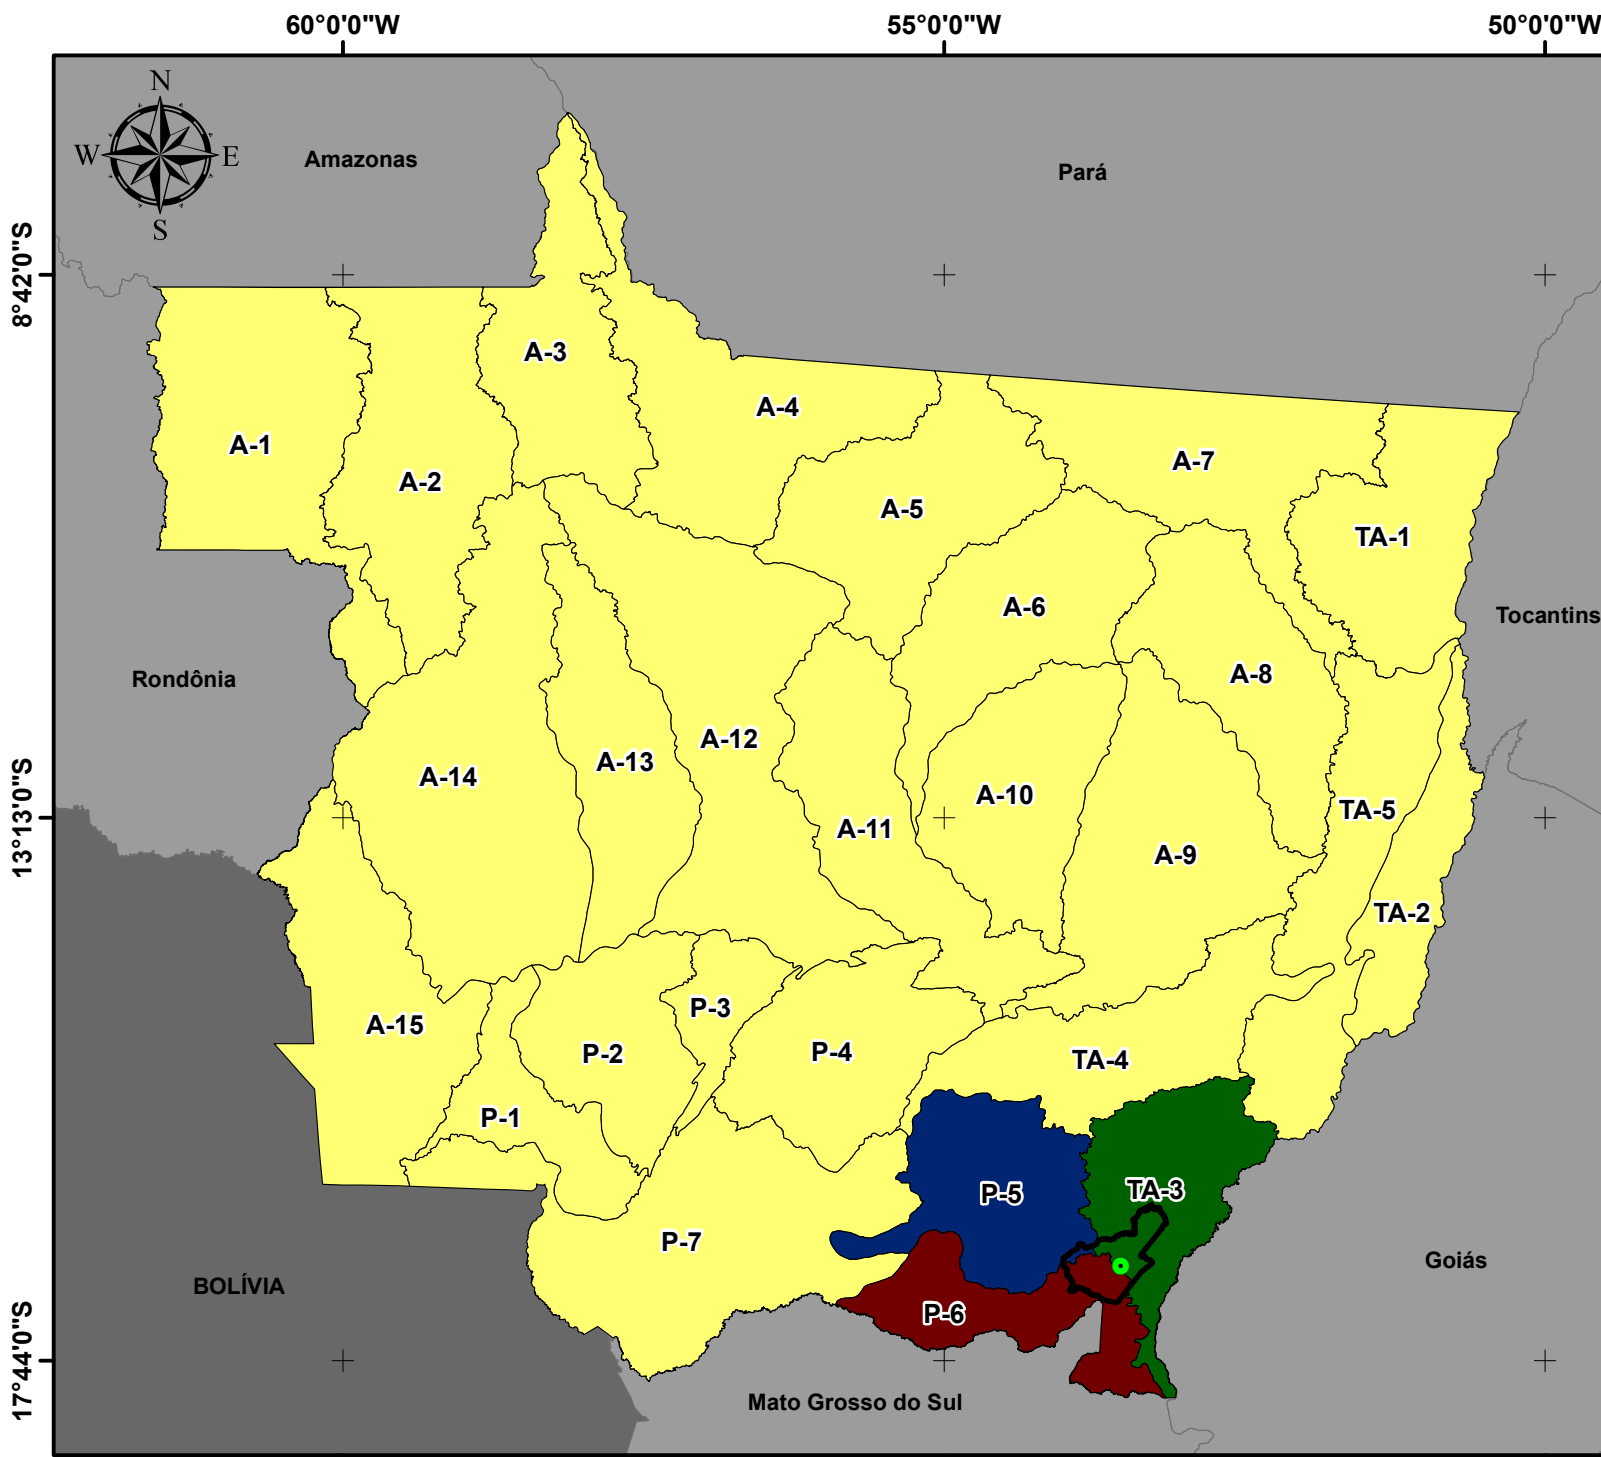 60°0'0"W
55°0'0"W
50°0'0"W
N
W
E
S
Amazonas
Pará
8°42'0"S
A-3
A-4
A-1
A-7
A-2
A-5
TA-1
A-6
Tocantins
Rondônia
A-8
A-12
A-13
A-14
A-10
TA-5
13°13'0"S
A-11
A-9
TA-2
P-3
A-15
P-2
P-4
TA-4
P-1
TA-3
P-5
P-7
Goiás
BOLÍVIA
P-6
17°44'0"S
Mato Grosso do Sul